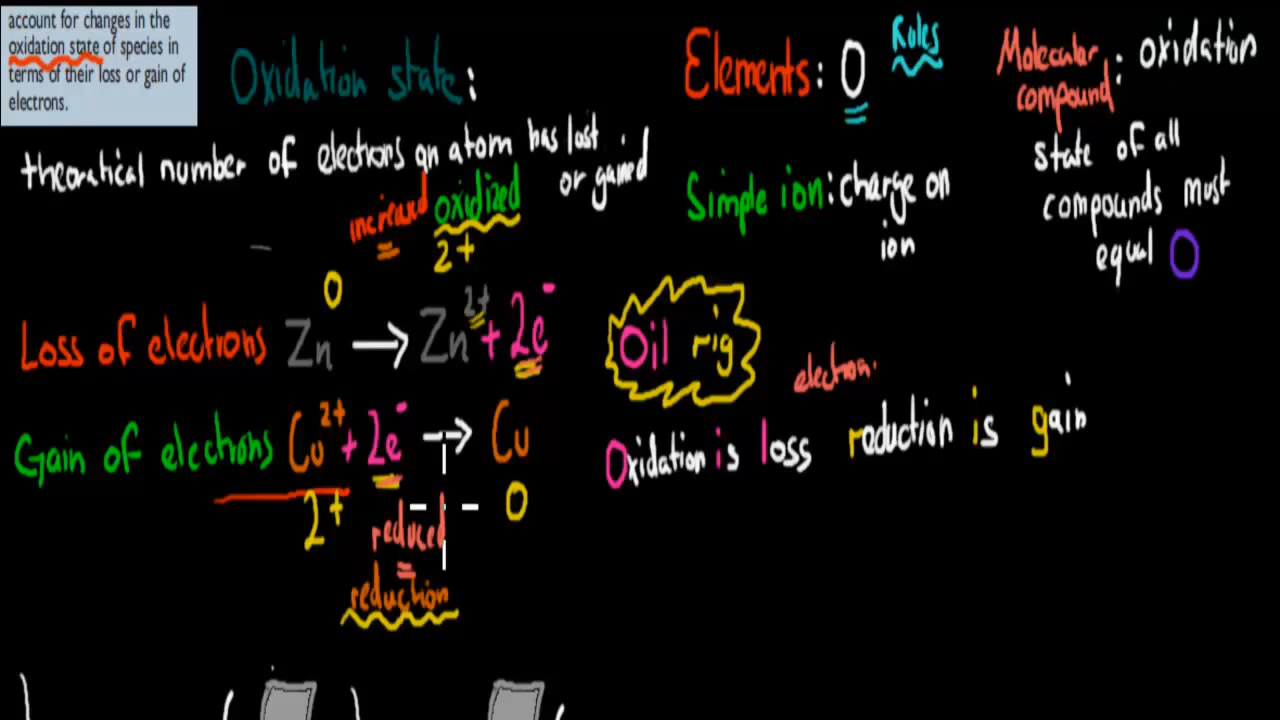 account for changes in the
oxidation state of species in
terms of their loss or gain of
electrons.
Oxidation state:
theoratical number of electrons an atom has lost
or gained
increased oxidized
2+
0
Loss of electrons Zn → Zn²⁺ + 2e⁻
Gain of electrons Cu²⁺ + 2e⁻ → Cu
2+
0
reduced
reduction
Rules
Elements: 0
Simple ion: charge on
ion
Molecular
compound: oxidation
state of all
compounds must
equal 0
Oil rig
electron.
Oxidation is loss reduction is gain